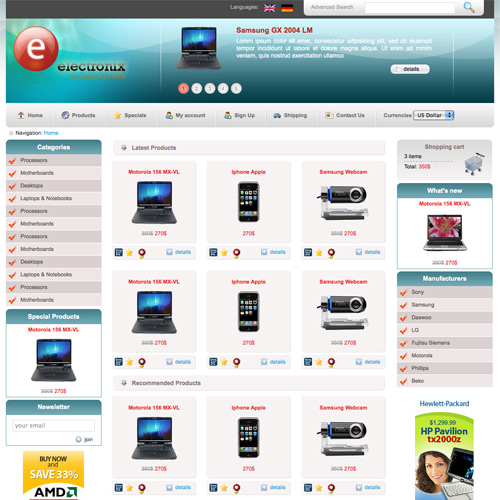 Languages:
Advanced Search
Samsung GX 2004 LM
Lorem ipsum dolor sit amet, consectetur adipiscing elit, sed do eiusmod
tempor incididunt ut labore et dolore magna aliqua. Ut enim ad minim
veniam, quis nostrud exercitation ullamco
details
e
electronix
1 2 3 4 5
Home Products Specials My account Sign Up Shipping Contact Us Currencies US Dollar
Navigation: Home
Categories
Processors
Motherboards
Desktops
Laptops & Notebooks
Processors
Motherboards
Processors
Motherboards
Desktops
Laptops & Notebooks
Processors
Motherboards
Special Products
Motorola 156 MX-VL
350$ 270$
Newsletter
your email
join
BUY NOW
and
SAVE 33%
AMD
Latest Products
Motorola 156 MX-VL Iphone Apple Samsung Webcam
350$ 270$ 350$ 270$ 350$ 270$
details details details
Motorola 156 MX-VL Iphone Apple Samsung Webcam
350$ 270$ 350$ 270$ 350$ 270$
details details details
Recommended Products
Motorola 156 MX-VL Iphone Apple Samsung Webcam
350$ 270$ 350$ 270$ 350$ 270$
details details details
Shopping cart
3 items
Total: 350$
What's new
Motorola 156 MX-VL
350$ 270$
Manufacturers
Sony
Samsung
Daewoo
LG
Fujitsu Siemens
Motorola
Phillips
Beko
Hewlett-Packard
$1,299.99
HP Pavilion
tx2000z